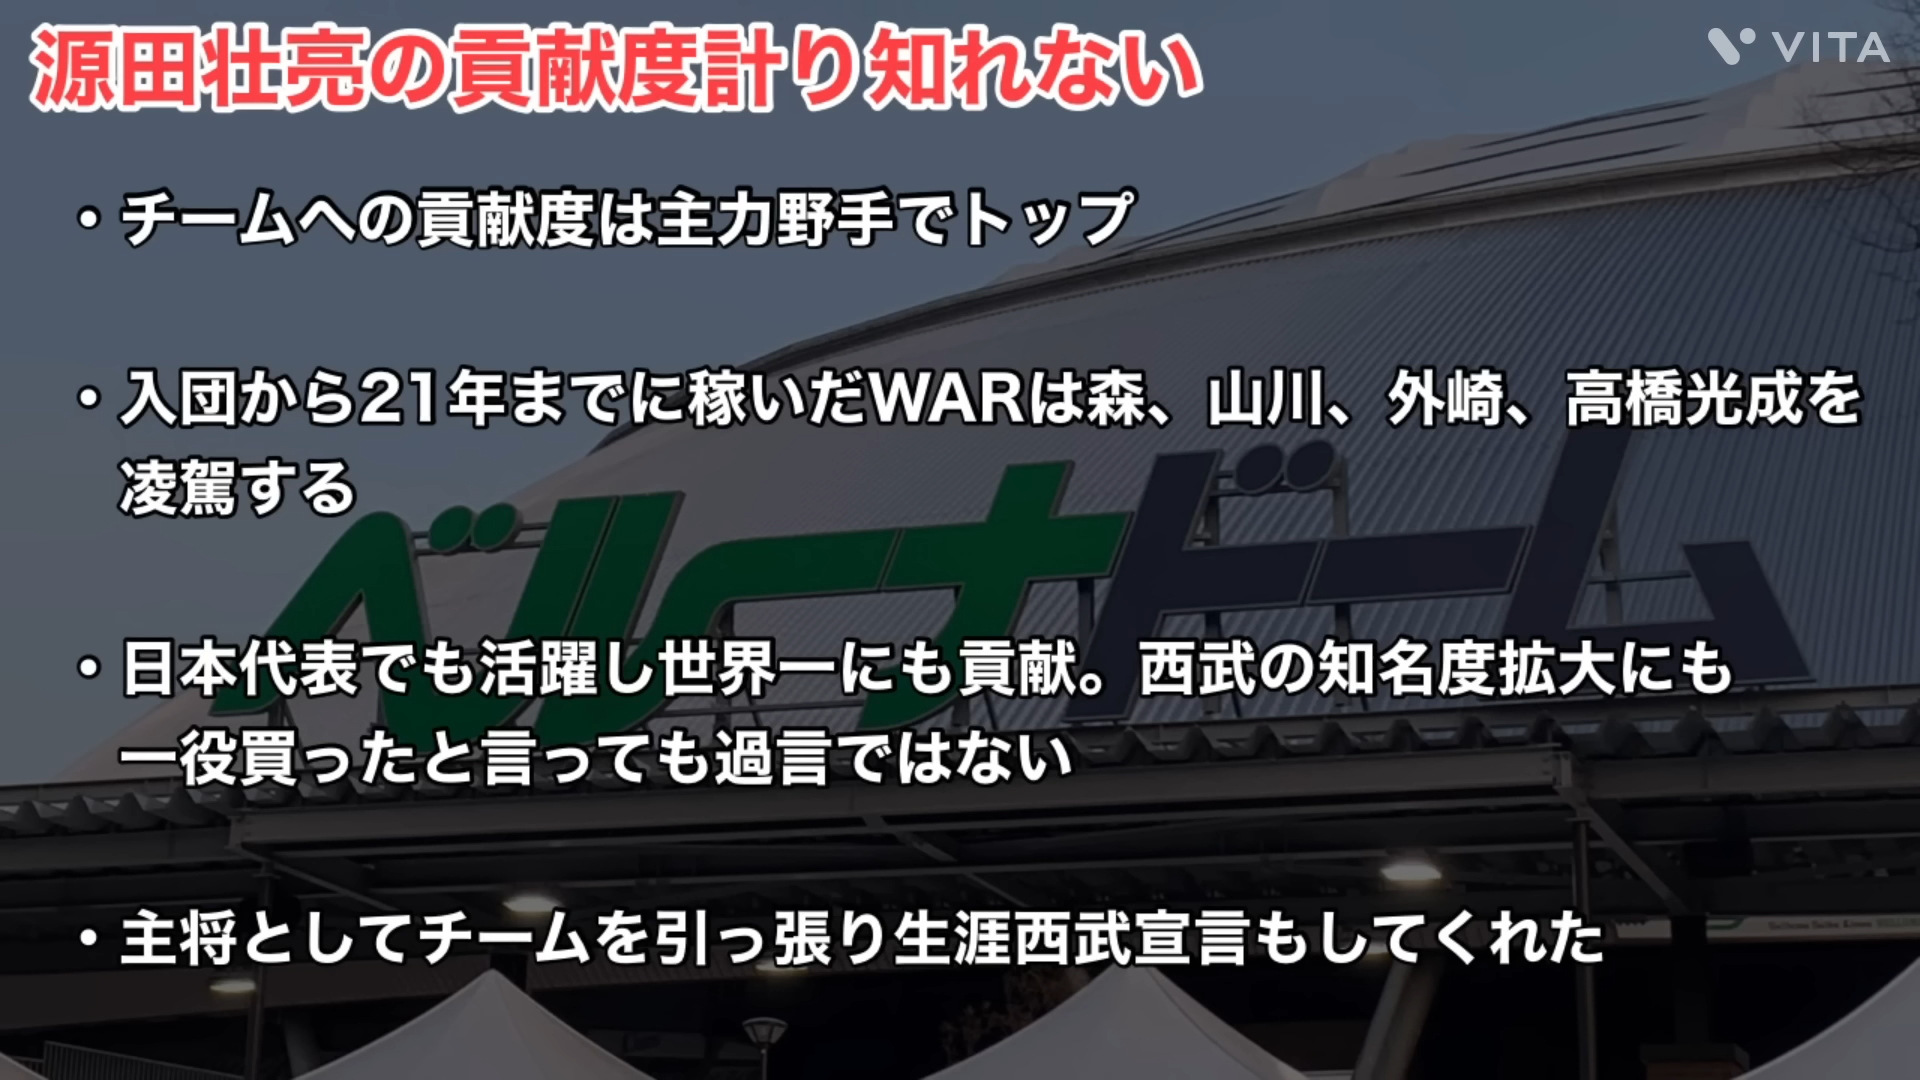 源田壮亮の貢献度計り知れない
VITA
・チームへの貢献度は主力野手でトップ
・入団から21年までに稼いだWARは森、山川、外崎、高橋光成を
凌駕する
ベルーナドーム
・日本代表でも活躍し世界一にも貢献。西武の知名度拡大にも
一役買ったと言っても過言ではない
・主将としてチームを引っ張り生涯西武宣言もしてくれた